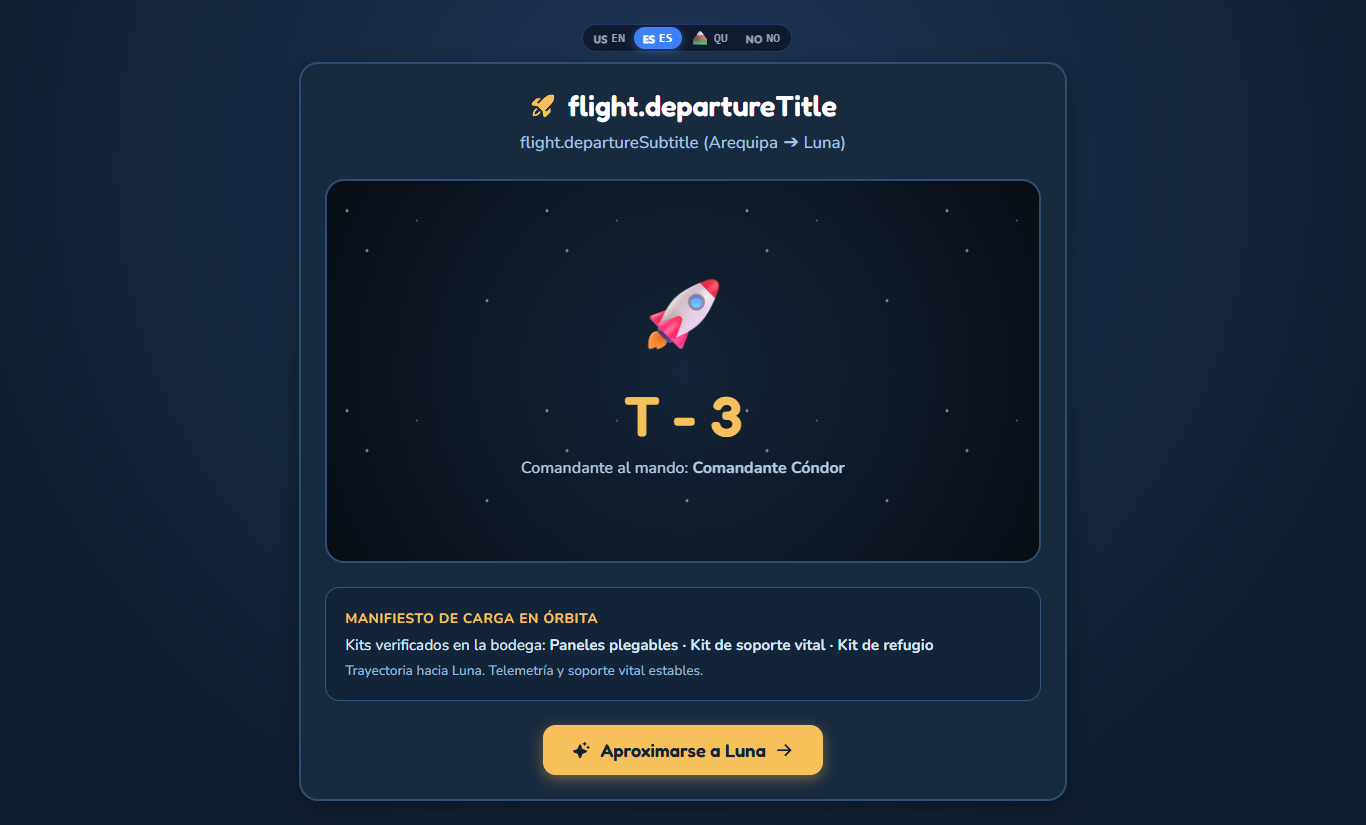 US EN ES ES QU NO NO
flight.departureTitle
flight.departureSubtitle (Arequipa ➔ Luna)
T - 3
Comandante al mando: Comandante Cóndor
MANIFIESTO DE CARGA EN ÓRBITA
Kits verificados en la bodega: Paneles plegables · Kit de soporte vital · Kit de refugio
Trayectoria hacia Luna. Telemetría y soporte vital estables.
Aproximarse a Luna →